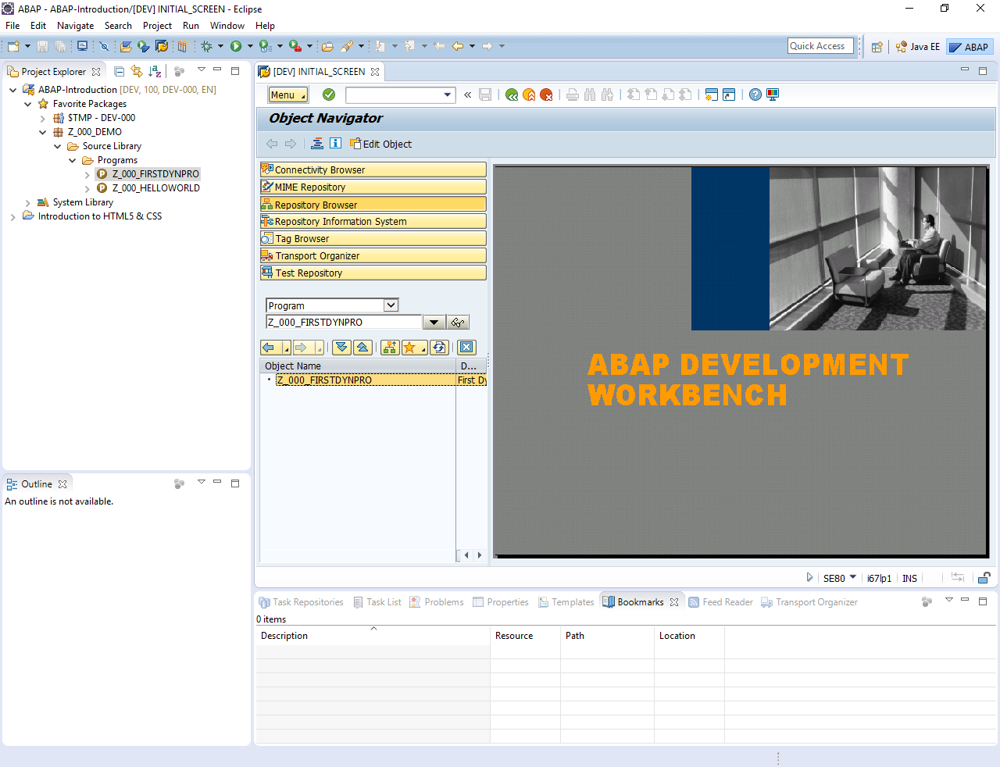 ABAP - ABAP-Introduction/[DEV] INITIAL_SCREEN - Eclipse
File Edit Navigate Search Project Run Window Help
Quick Access
Java EE
ABAP
Project Explorer
ABAP-Introduction [DEV, 100, DEV-000, EN]
Favorite Packages
$TMP - DEV-000
Z_000_DEMO
Source Library
Programs
Z_000_FIRSTDYNPRO
Z_000_HELLOWORLD
System Library
Introduction to HTML5 & CSS
Outline
An outline is not available.
[DEV] INITIAL_SCREEN
Menu
Object Navigator
Edit Object
Connectivity Browser
MIME Repository
Repository Browser
Repository Information System
Tag Browser
Transport Organizer
Test Repository
Program
Z_000_FIRSTDYNPRO
Object Name D...
Z_000_FIRSTDYNPRO First Dy
ABAP DEVELOPMENT
WORKBENCH
SE80 i67lp1 INS
Task Repositories Task List Problems Properties Templates Bookmarks Feed Reader Transport Organizer
0 items
Description Resource Path Location